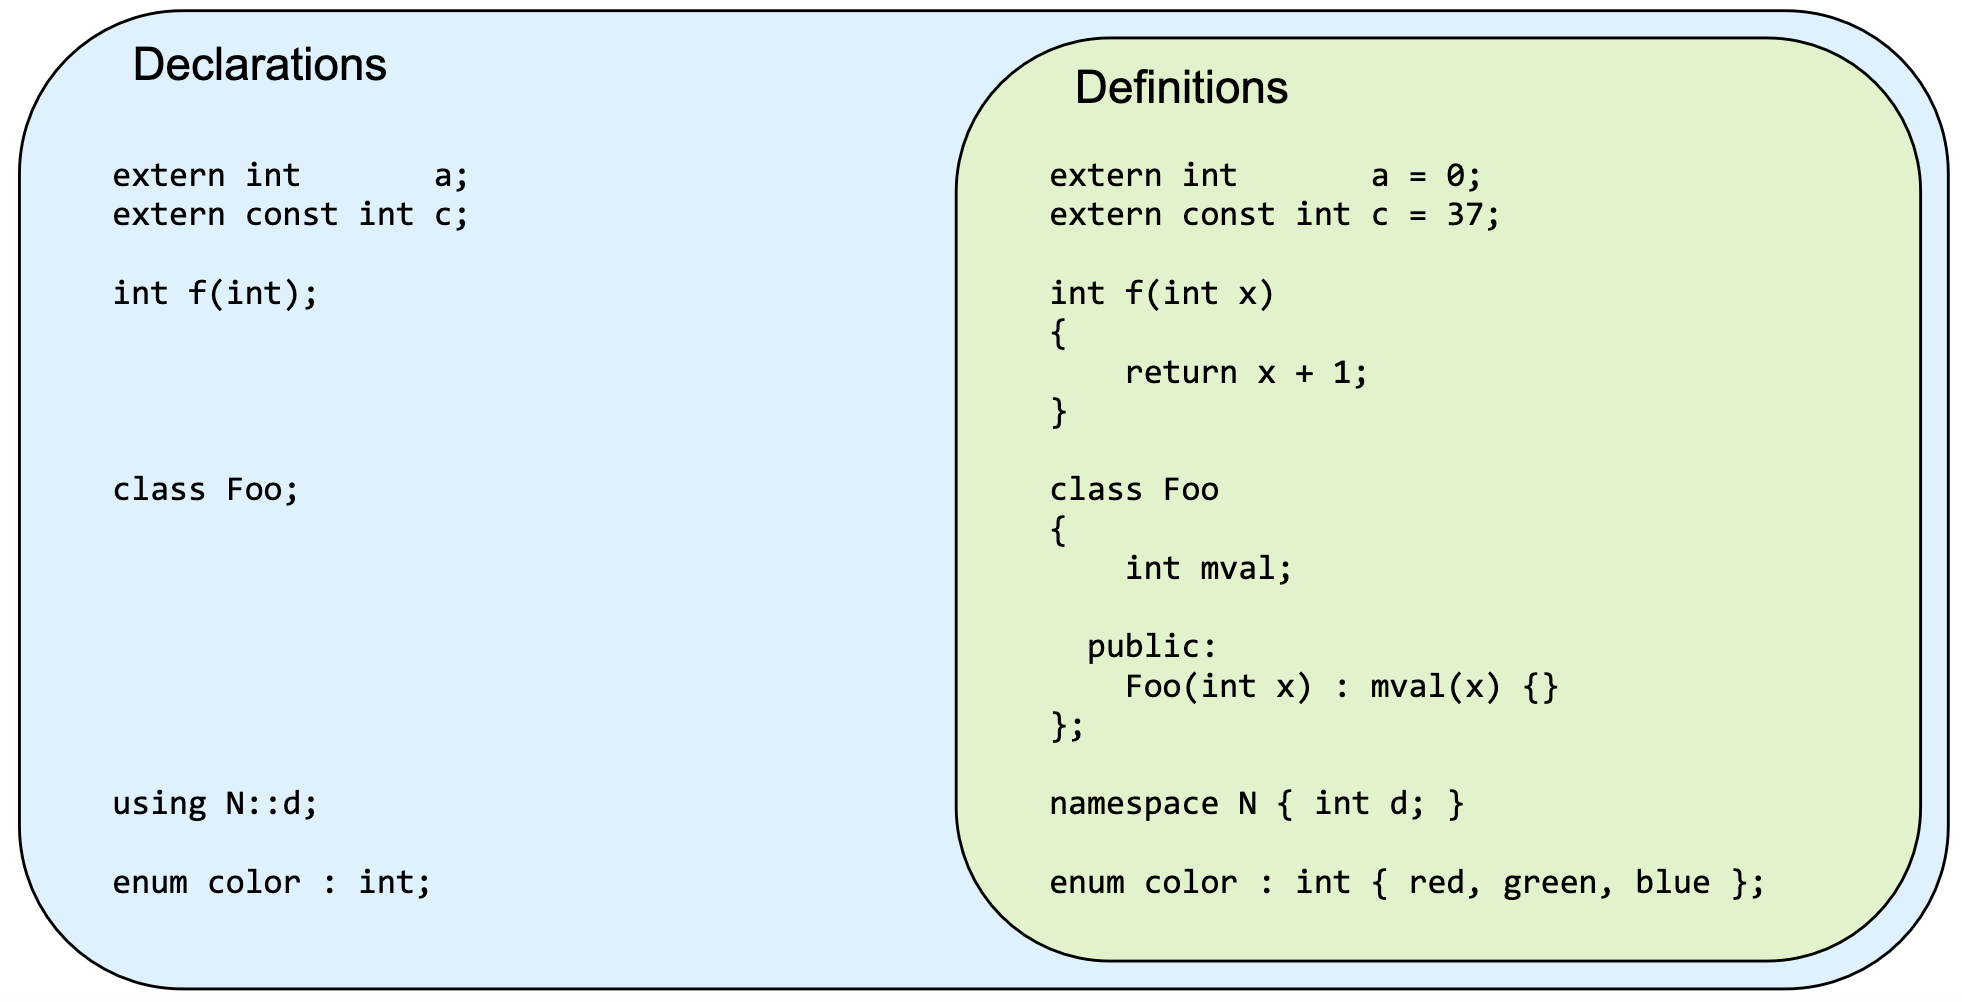 Declarations
extern int       a;
extern const int c;
int f(int);
class Foo;
using N::d;
enum color : int;
Definitions
extern int       a = 0;
extern const int c = 37;
int f(int x)
{
    return x + 1;
}
class Foo
{
    int mval;
  public:
    Foo(int x) : mval(x) {}
};
namespace N { int d; }
enum color : int { red, green, blue };